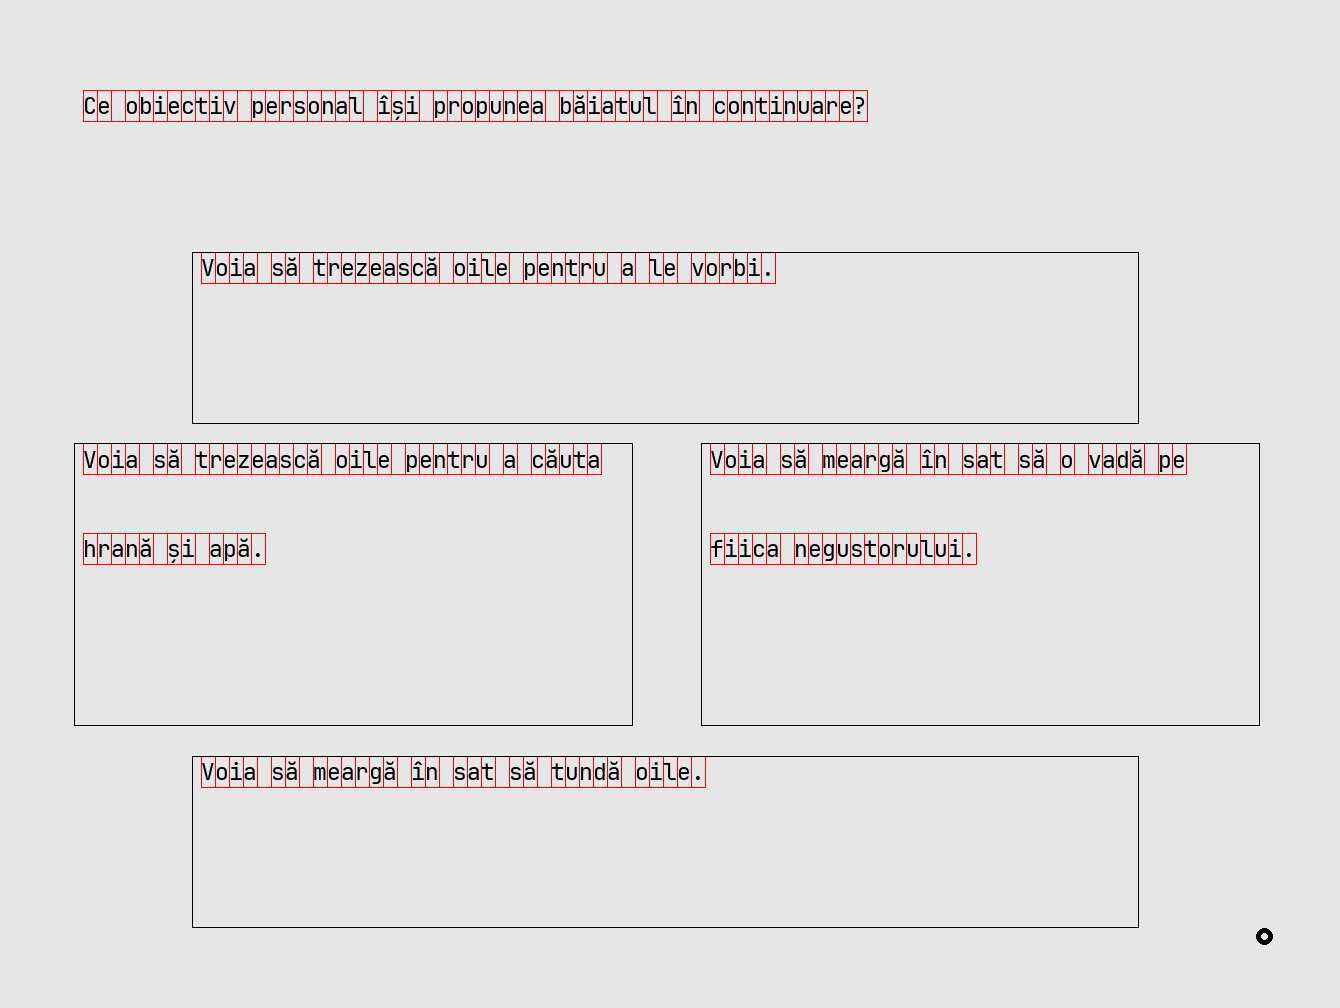 Ce obiectiv personal își propunea băiatul în continuare?
Voia să trezească oile pentru a le vorbi.
Voia să trezească oile pentru a căuta
hrană și apă.
Voia să meargă în sat să o vadă pe
fiica negustorului.
Voia să meargă în sat să tundă oile.